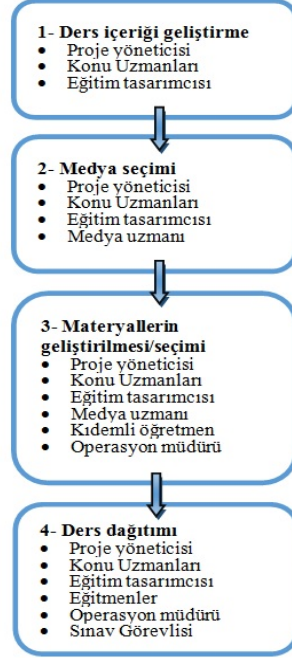 1- Ders içeriği geliştirme
• Proje yöneticisi
• Konu Uzmanları
• Eğitim tasarımcısı
2- Medya seçimi
• Proje yöneticisi
• Konu Uzmanları
• Eğitim tasarımcısı
• Medya uzmanı
3- Materyallerin
geliştirilmesi/seçimi
• Proje yöneticisi
• Konu Uzmanları
• Eğitim tasarımcısı
• Medya uzmanı
• Kıdemli öğretmen
• Operasyon müdürü
4- Ders dağıtımı
• Proje yöneticisi
• Konu Uzmanları
• Eğitim tasarımcısı
• Eğitmenler
• Operasyon müdürü
• Sınav Görevlisi